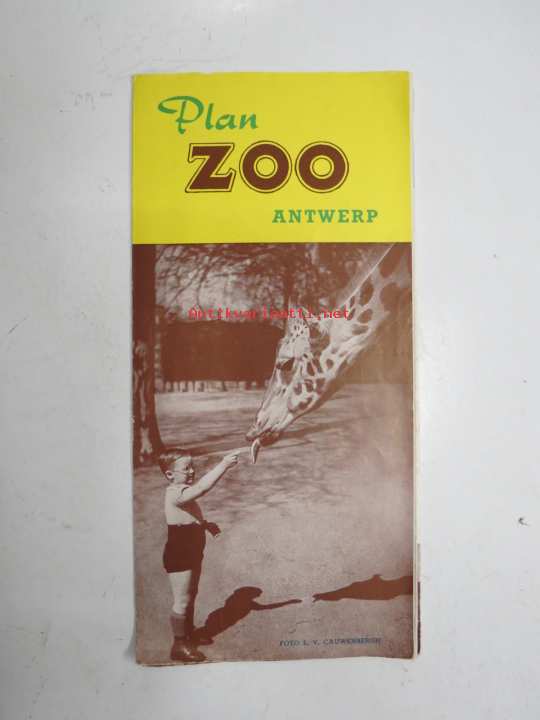 Plan
ZOO
ANTWERP
Antikvariaatti.net
FOTO L. V. CAUWENBERGH